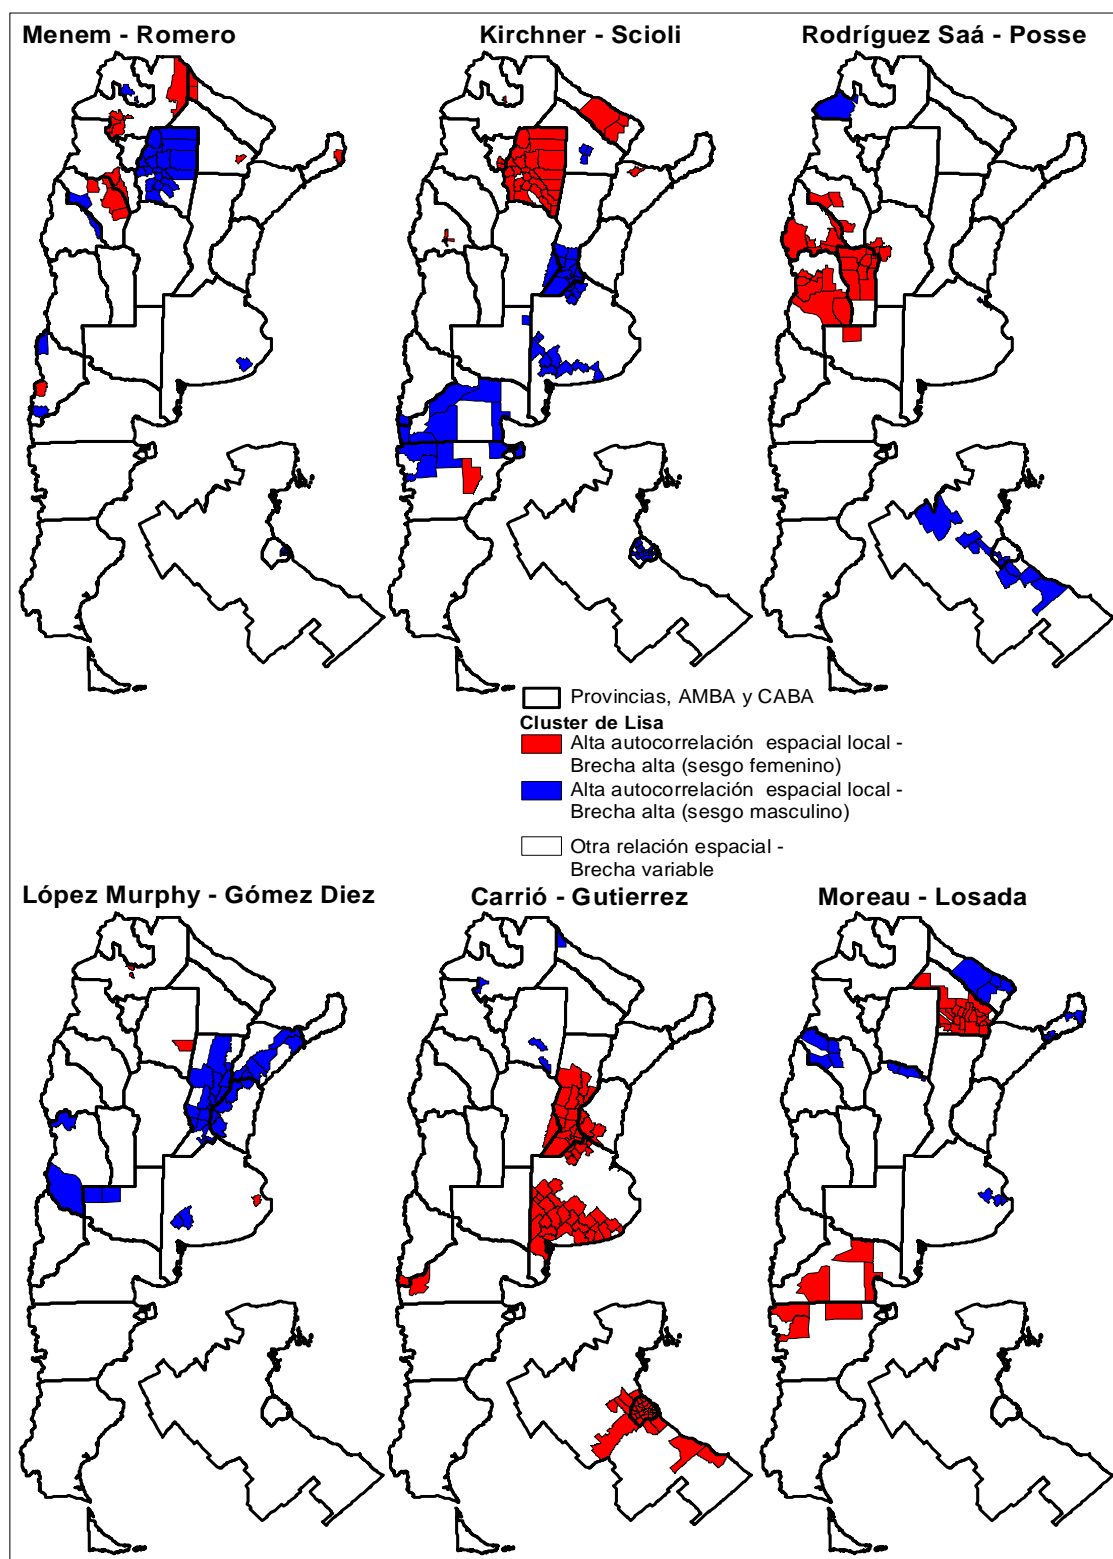 Menem - Romero
Kirchner - Scioli
Rodríguez Saá - Posse
Provincias, AMBA y CABA
Cluster de Lisa
Alta autocorrelación espacial local -
Brecha alta (sesgo femenino)
Alta autocorrelación espacial local -
Brecha alta (sesgo masculino)
Otra relación espacial -
Brecha variable
López Murphy - Gómez Diez
Carrió - Gutierrez
Moreau - Losada